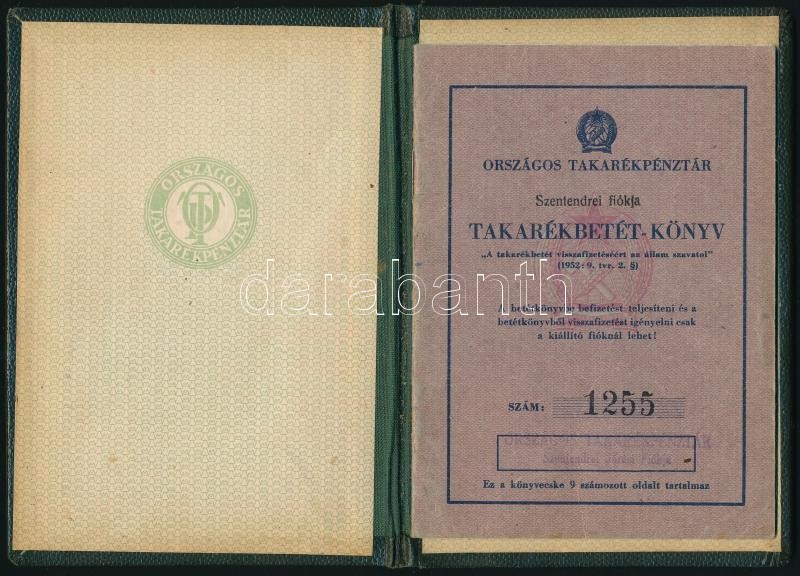 ORSZÁGOS
TAKARÉKPÉNZTÁR
ORSZÁGOS TAKARÉKPÉNZTÁR
Szentendrei fiókja
TAKARÉKBETÉT-KÖNYV
„A takarékbetét visszafizetéséért az állam szavatol"
(1952: 9. tvr. 2. §)
darabanth
A betétkönyvbe befizetést teljesíteni és a
betétkönyvből visszafizetést igényelni csak
a kiállító fióknál lehet!
SZÁM: 1255
ORSZÁGOS TAKARÉKPÉNZTÁR
Szentendrei Járási Fiókja
Ez a könyvecske 9 számozott oldalt tartalmaz